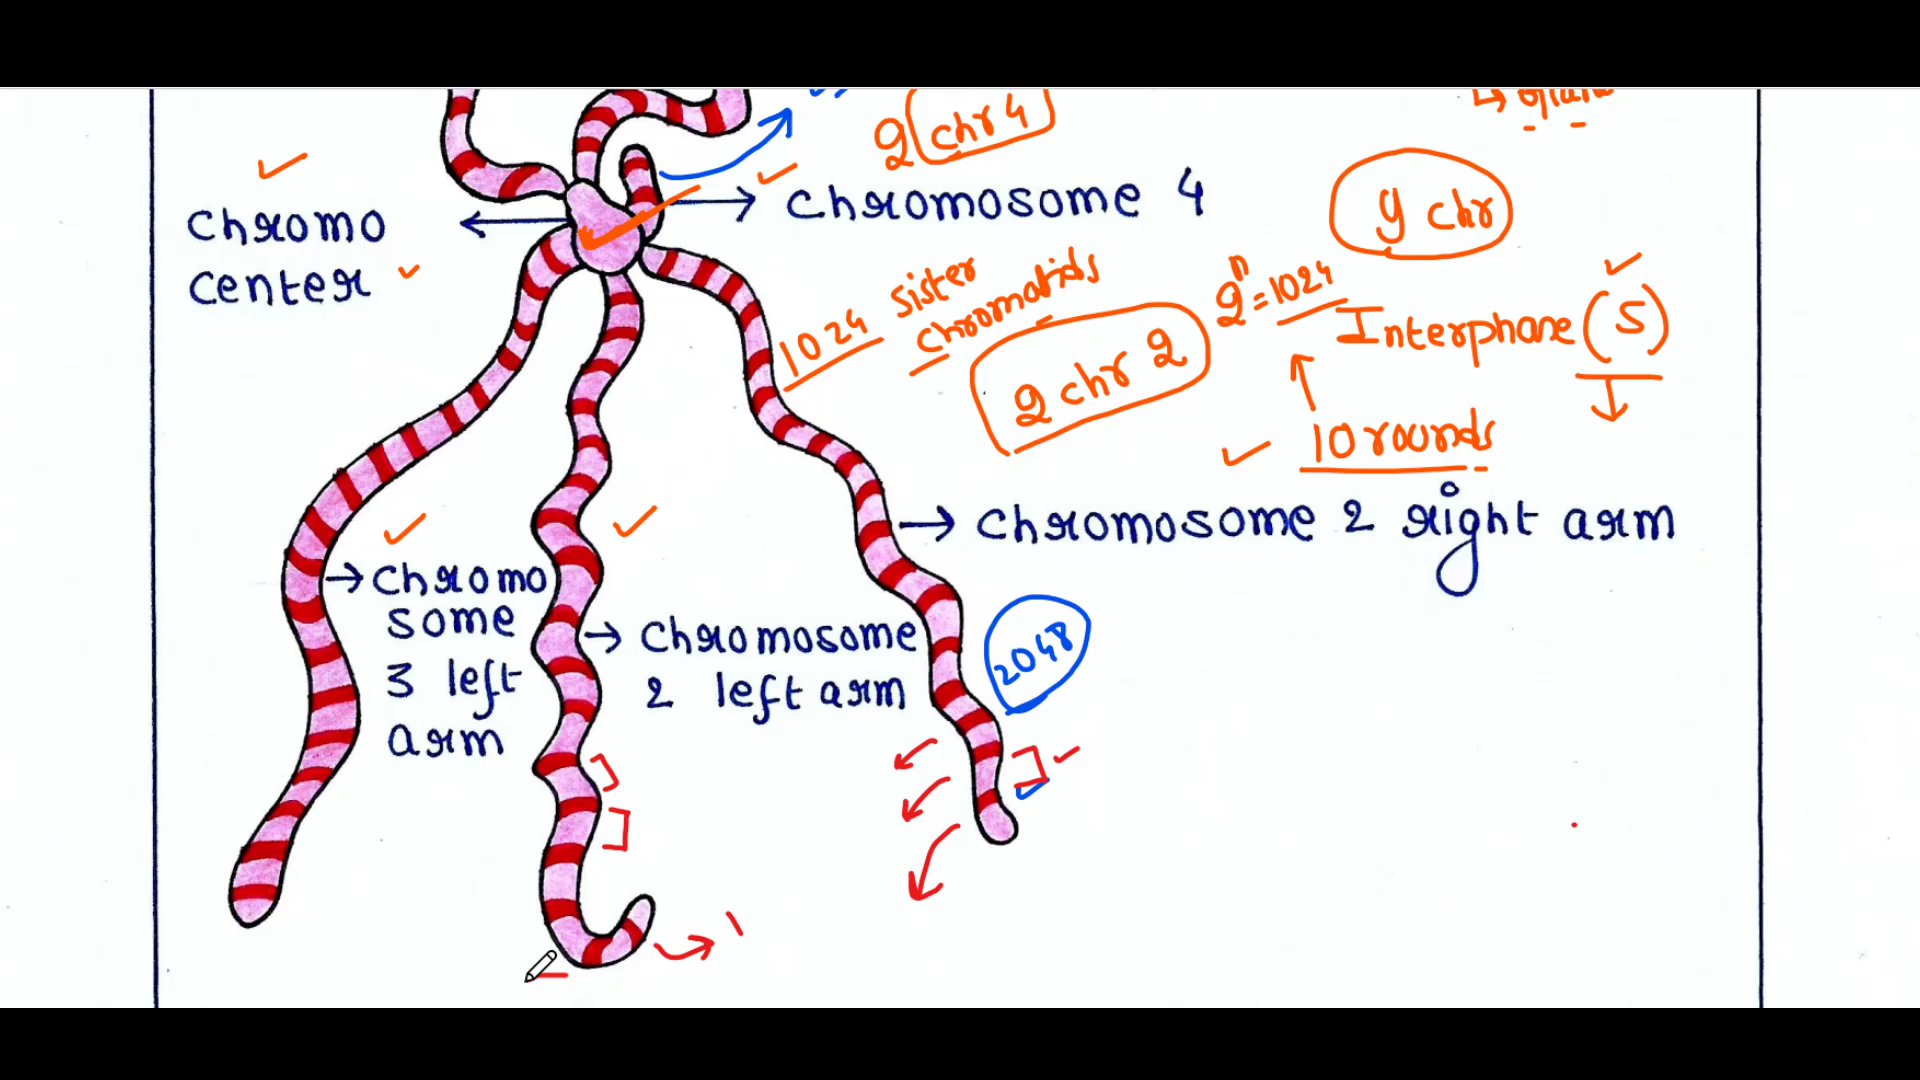 2 chr 4
Chromosome 4
y chr
Chromo
center
1024 Sister
chromatids
2ⁿ = 1024
Interphase (S)
2 chr 2
10 rounds
Chromosome 2 right arm
Chromo
some
3 left
arm
Chromosome
2 left arm
2048